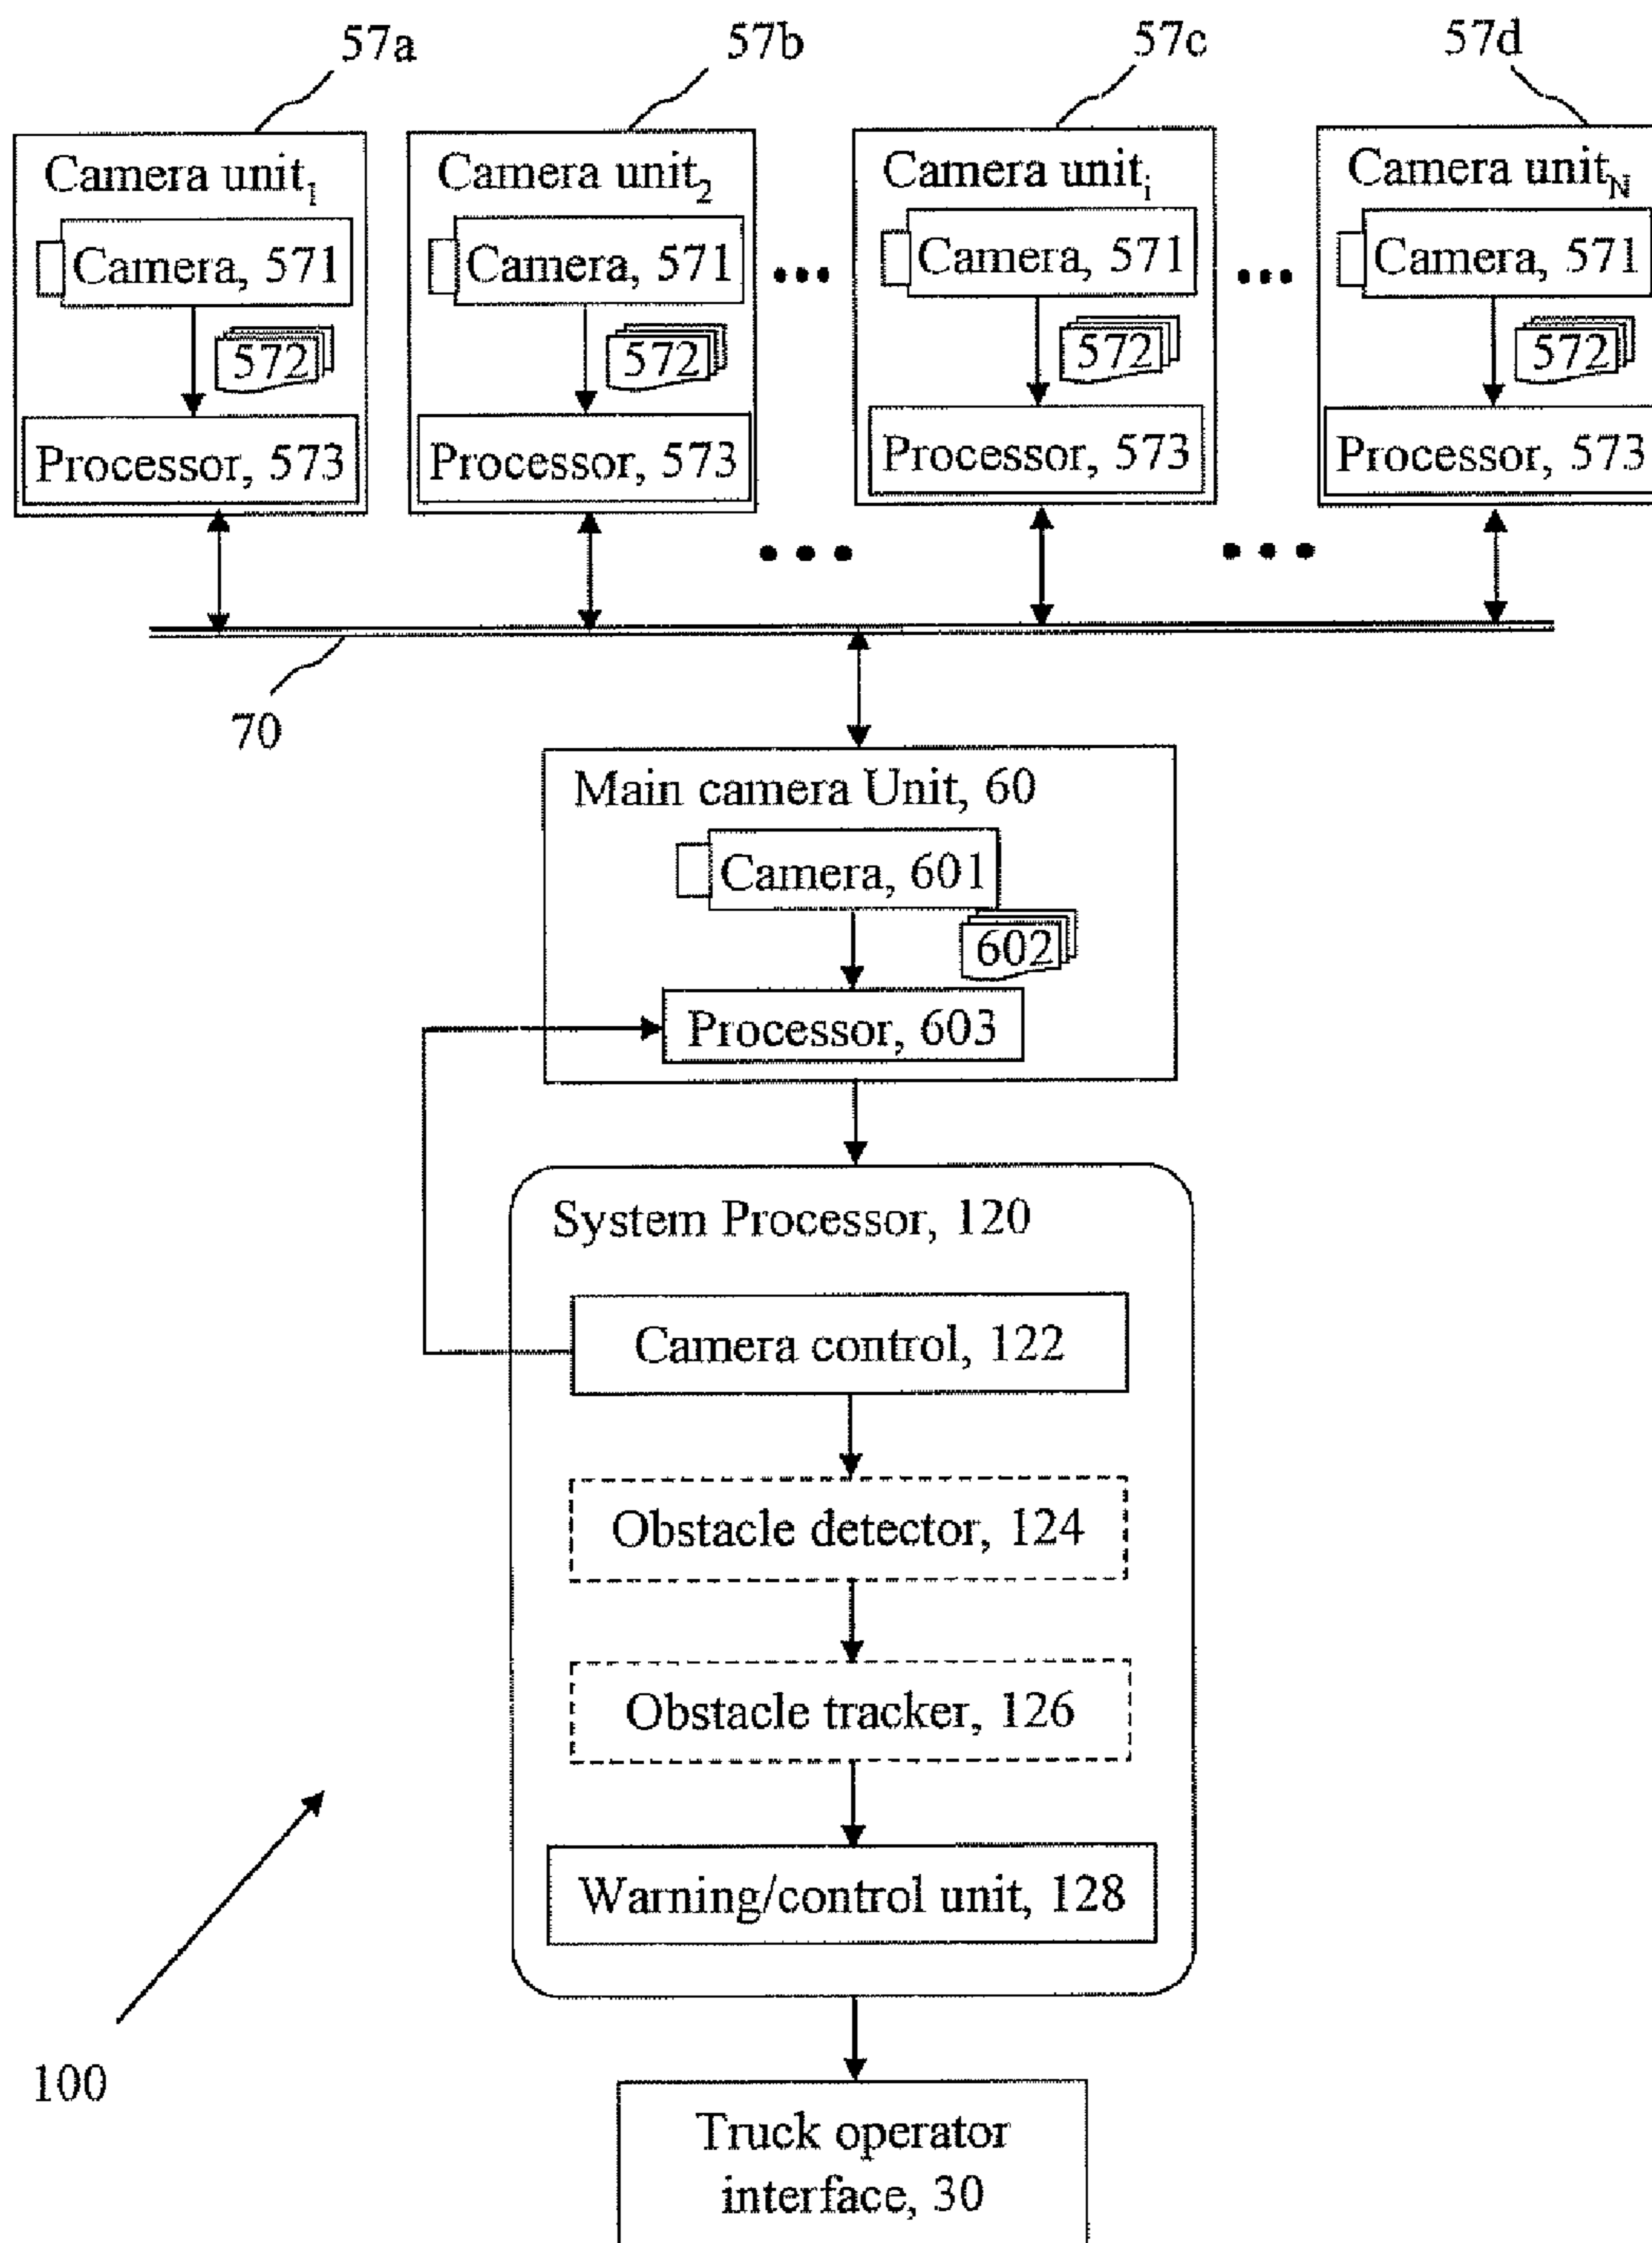 57a
57b
57c
57d
Camera unit1
Camera unit2
Camera uniti
Camera unitN
Camera, 571
Camera, 571
...
Camera, 571
...
Camera, 571
572
572
572
572
Processor, 573
Processor, 573
Processor, 573
Processor, 573
...
...
70
Main camera Unit, 60
Camera, 601
602
Processor, 603
System Processor, 120
Camera control, 122
Obstacle detector, 124
Obstacle tracker, 126
Warning/control unit, 128
100
Truck operator
interface, 30